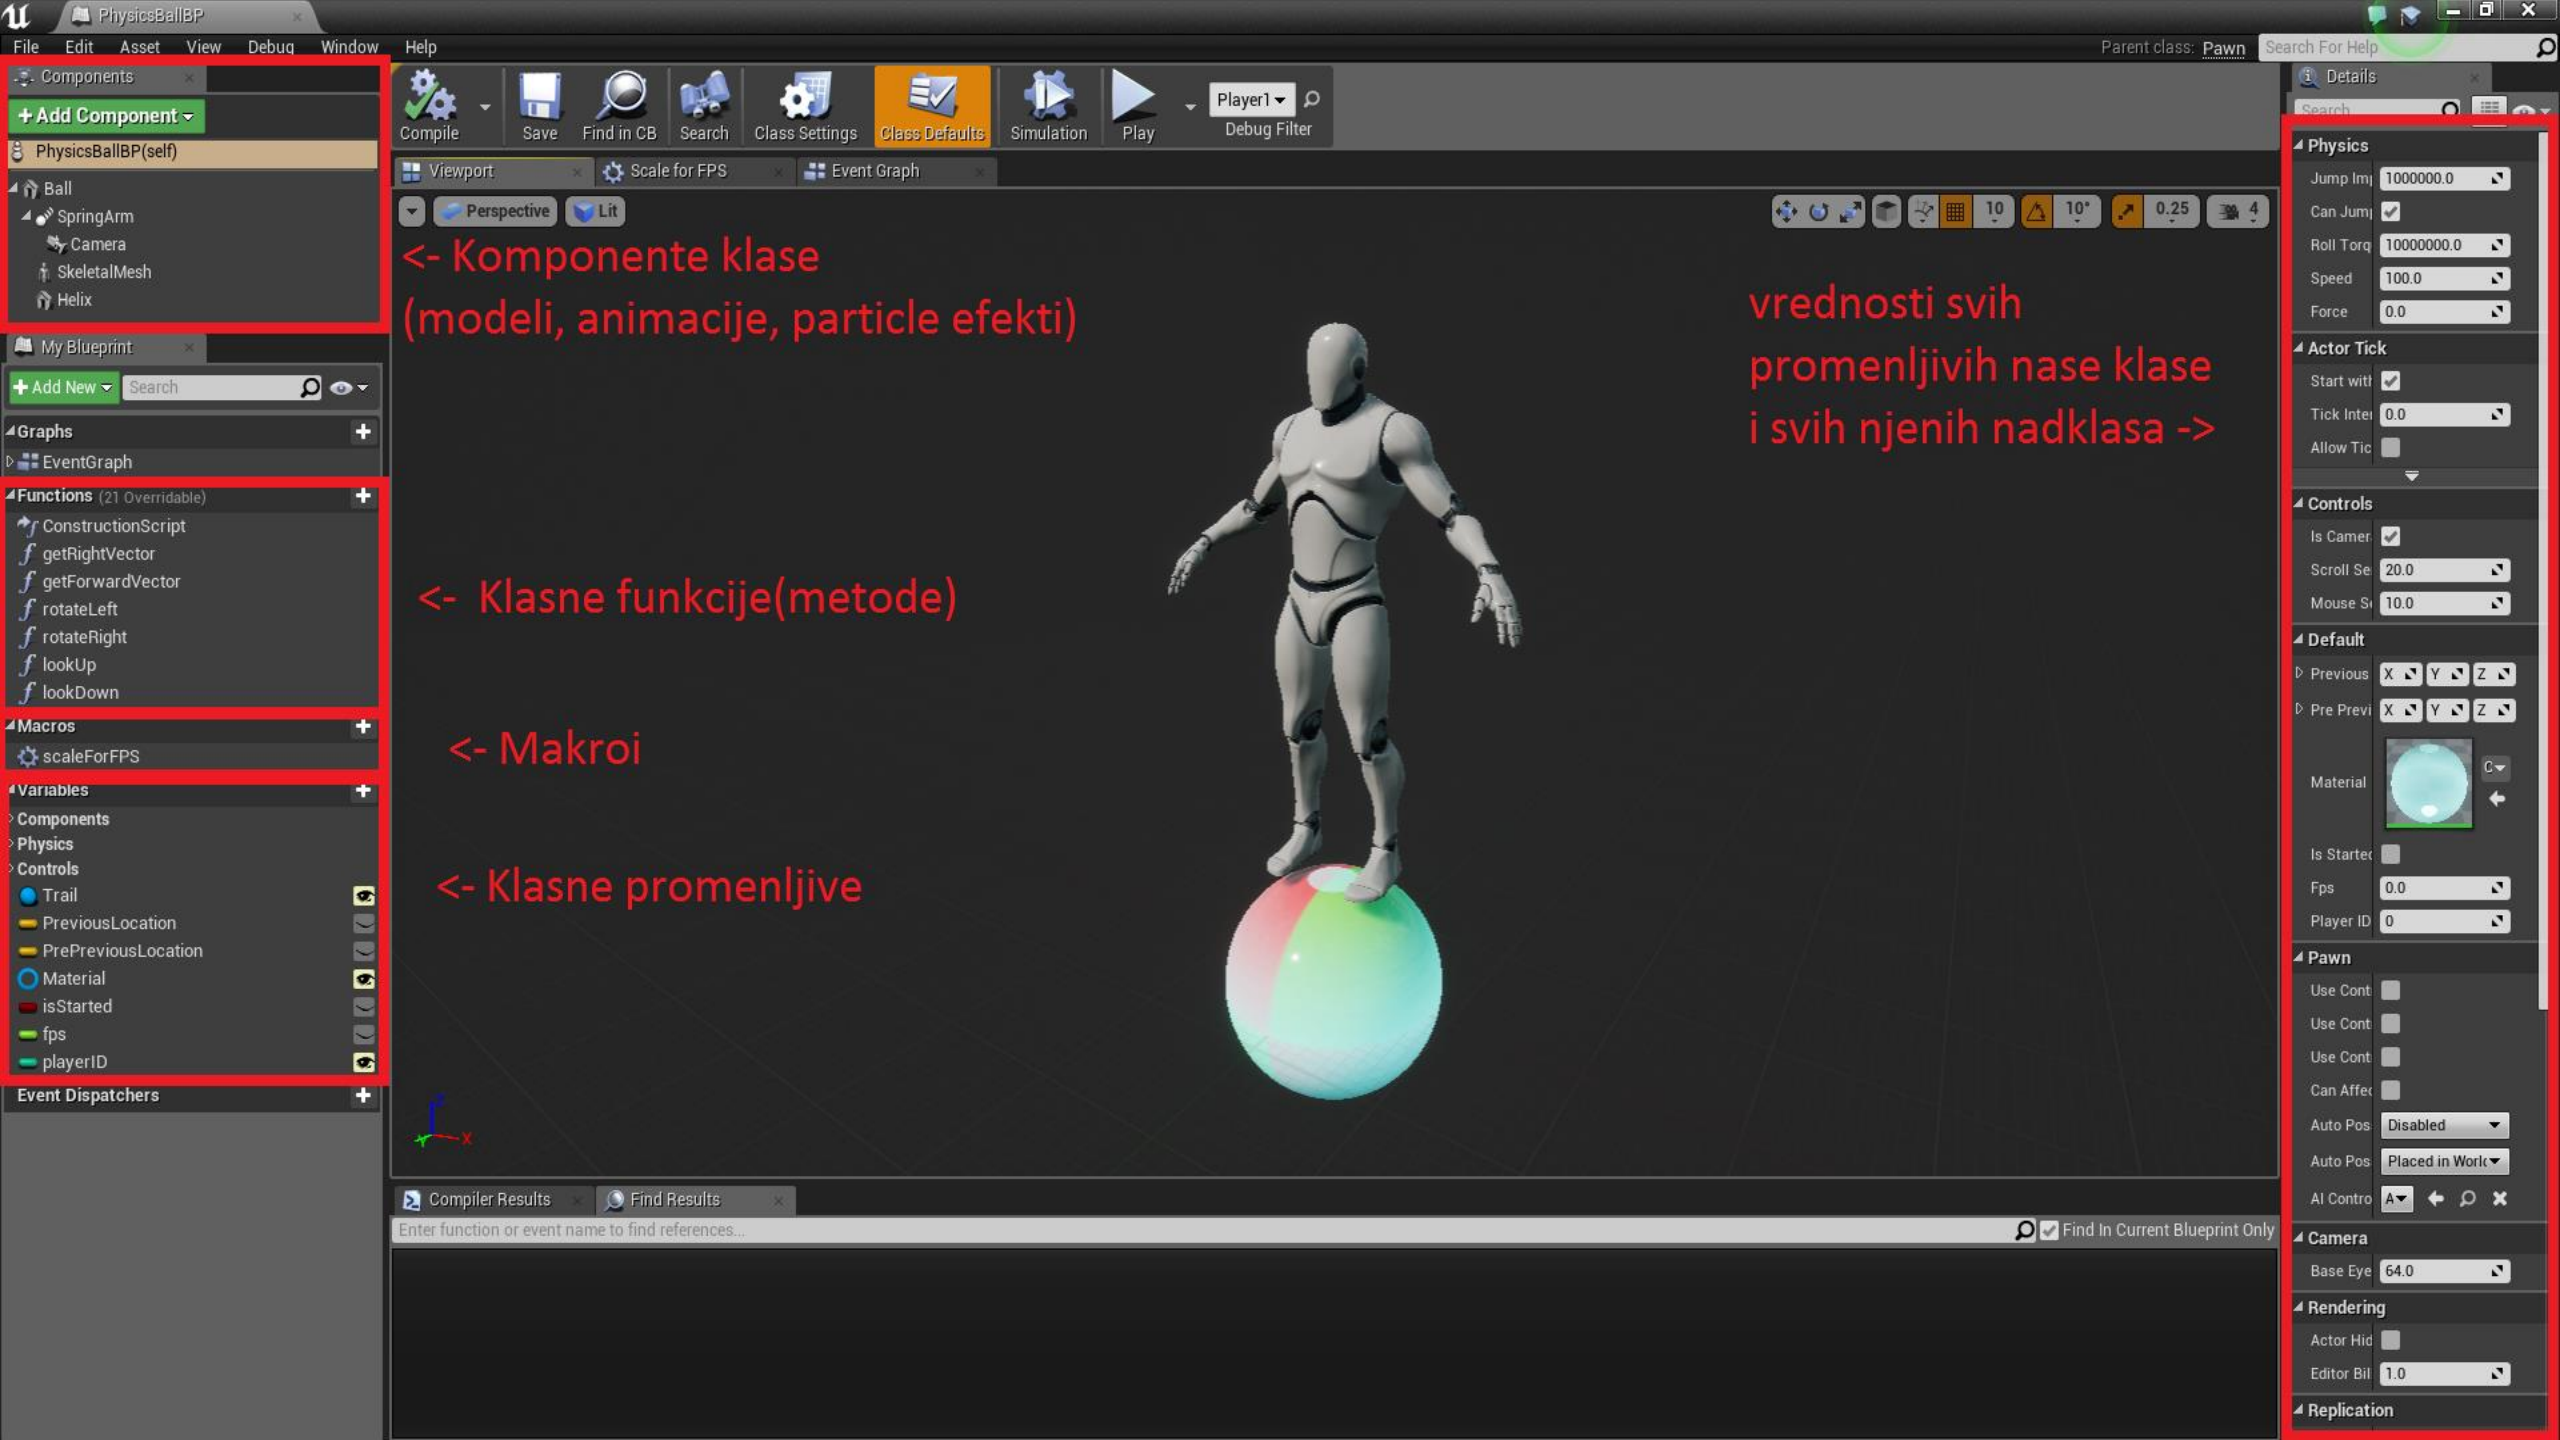 PhysicsBallBP
File Edit Asset View Debug Window Help
Parent class: Pawn
Search For Help
Components
+Add Component
PhysicsBallBP(self)
Ball
SpringArm
Camera
SkeletalMesh
Helix
My Blueprint
+Add New
Search
Graphs
EventGraph
Functions (21 Overridable)
ConstructionScript
getRightVector
getForwardVector
rotateLeft
rotateRight
lookUp
lookDown
Macros
scaleForFPS
Variables
Components
Physics
Controls
Trail
PreviousLocation
PrePreviousLocation
Material
isStarted
fps
playerID
Event Dispatchers
Compile Save Find in CB Search Class Settings Class Defaults Simulation Play
Player1
Debug Filter
Viewport Scale for FPS Event Graph
Perspective Lit
10 10° 0.25 4
<- Komponente klase
(modeli, animacije, particle efekti)
<- Klasne funkcije(metode)
<- Makroi
<- Klasne promenljive
vrednosti svih
promenljivih nase klase
i svih njenih nadklasa ->
Z
X
Compiler Results Find Results
Enter function or event name to find references...
Find In Current Blueprint Only
Details
Search
Physics
Jump Imp 1000000.0
Can Jump
Roll Torq 10000000.0
Speed 100.0
Force 0.0
Actor Tick
Start with
Tick Inter 0.0
Allow Tic
Controls
Is Camer
Scroll Se 20.0
Mouse Se 10.0
Default
Previous X Y Z
Pre Previ X Y Z
Material
Is Started
Fps 0.0
Player ID 0
Pawn
Use Cont
Use Cont
Use Cont
Can Affec
Auto Pos Disabled
Auto Pos Placed in World
AI Contro A
Camera
Base Eye 64.0
Rendering
Actor Hid
Editor Bil 1.0
Replication